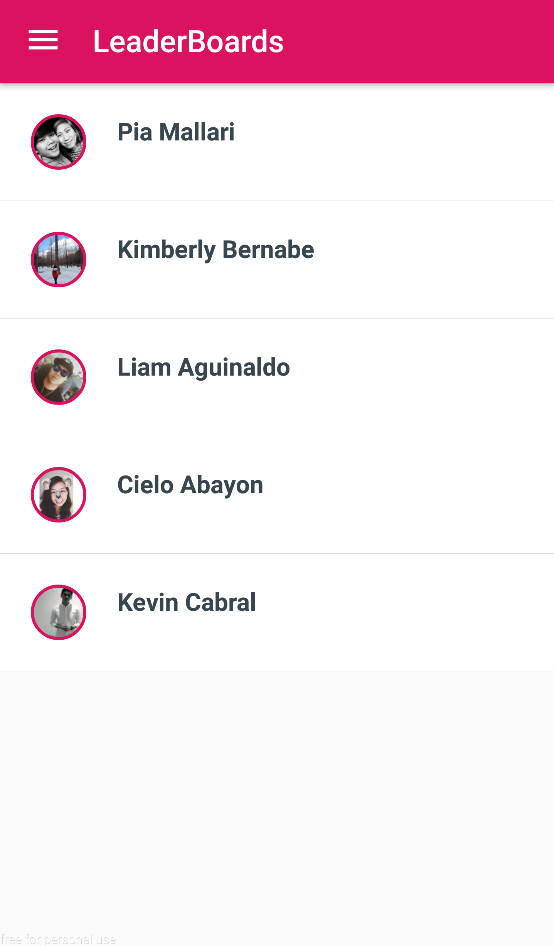 LeaderBoards
Pia Mallari
Kimberly Bernabe
Liam Aguinaldo
Cielo Abayon
Kevin Cabral
free for personal use